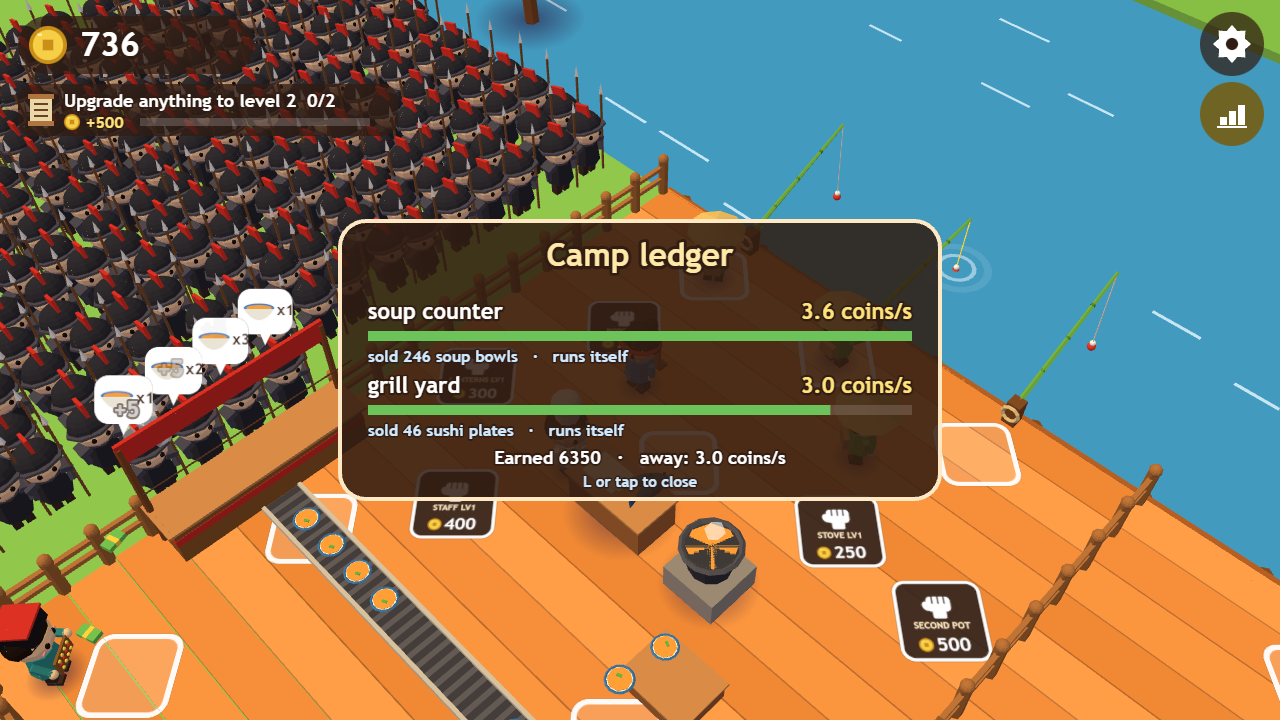 736
Upgrade anything to level 2 0/2
+500
Camp ledger
soup counter 3.6 coins/s
sold 246 soup bowls · runs itself
grill yard 3.0 coins/s
sold 46 sushi plates · runs itself
Earned 6350 · away: 3.0 coins/s
L or tap to close
x1
x3
+5 x2
x1
+5
300
STAFF LV1
400
STOVE LV1
250
SECOND POT
500